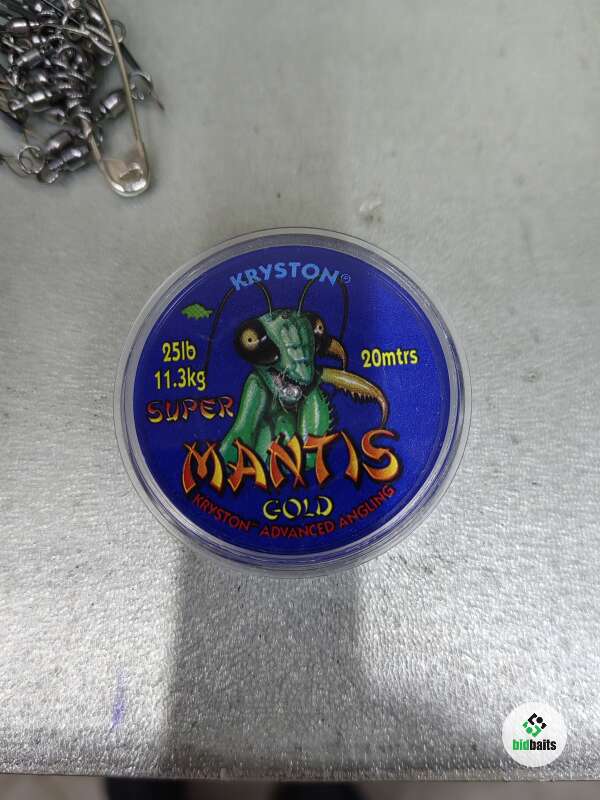 KRYSTON®
25lb
11.3kg
20mtrs
SUPER
MANTIS
GOLD
KRYSTON™ ADVANCED ANGLING
bidbaits